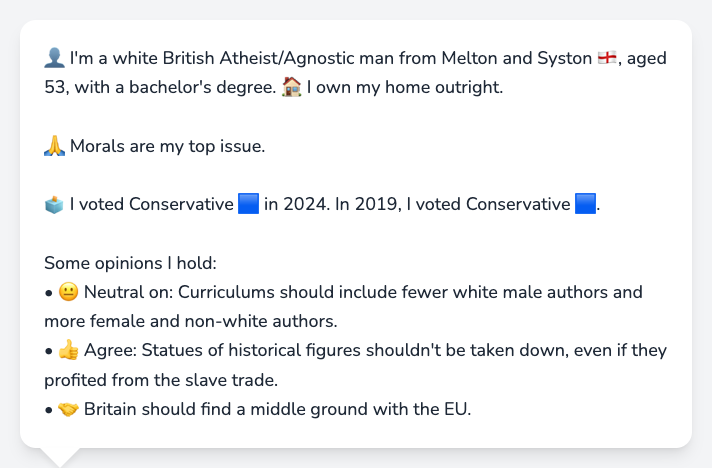 👤 I'm a white British Atheist/Agnostic man from Melton and Syston 🏴󠁧󠁢󠁥󠁮󠁧󠁿, aged
53, with a bachelor's degree. 🏠 I own my home outright.
🙏 Morals are my top issue.
🗳️ I voted Conservative 🟦 in 2024. In 2019, I voted Conservative 🟦.
Some opinions I hold:
• 😐 Neutral on: Curriculums should include fewer white male authors and
more female and non-white authors.
• 👍 Agree: Statues of historical figures shouldn't be taken down, even if they
profited from the slave trade.
• 🤝 Britain should find a middle ground with the EU.